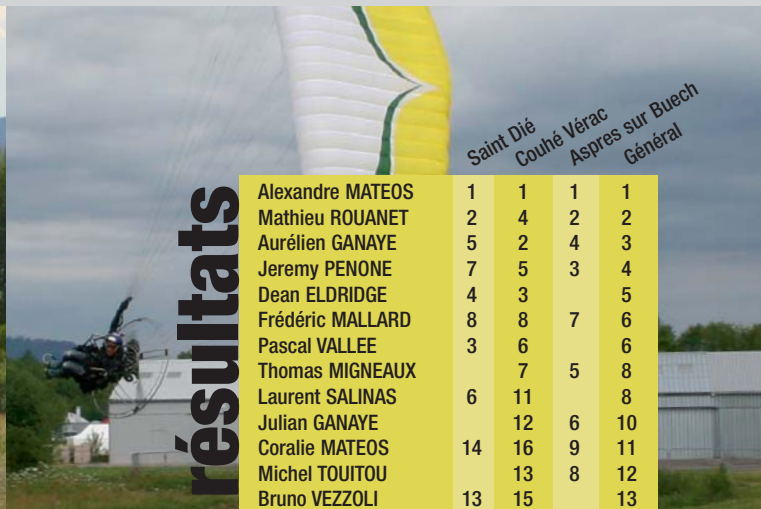 résultats
Saint Dié Couhé Vérac Aspres sur Buech Général
Alexandre MATEOS 1 1 1 1
Mathieu ROUANET 2 4 2 2
Aurélien GANAYE 5 2 4 3
Jeremy PENONE 7 5 3 4
Dean ELDRIDGE 4 3 5
Frédéric MALLARD 8 8 7 6
Pascal VALLEE 3 6 6
Thomas MIGNEAUX 7 5 8
Laurent SALINAS 6 11 8
Julian GANAYE 12 6 10
Coralie MATEOS 14 16 9 11
Michel TOUITOU 13 8 12
Bruno VEZZOLI 13 15 13